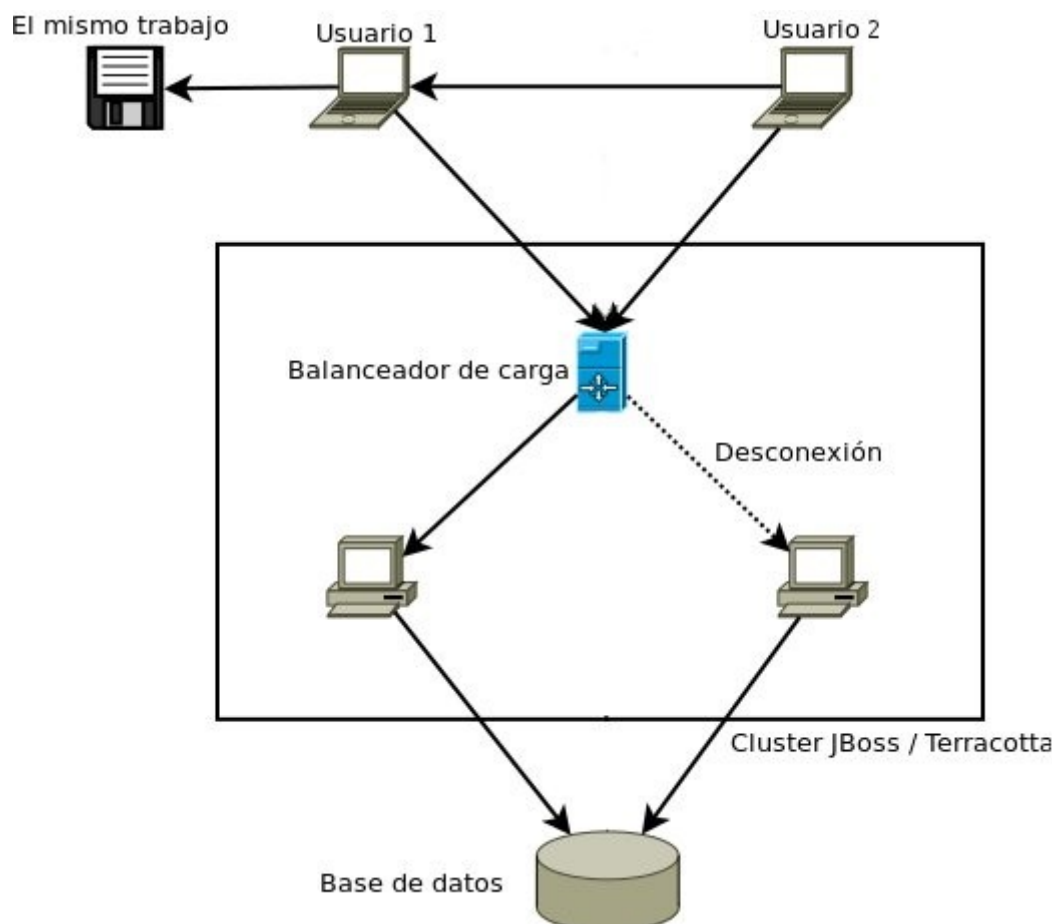 El mismo trabajo
Usuario 1
Usuario 2
Balanceador de carga
Desconexión
Cluster JBoss / Terracotta
Base de datos